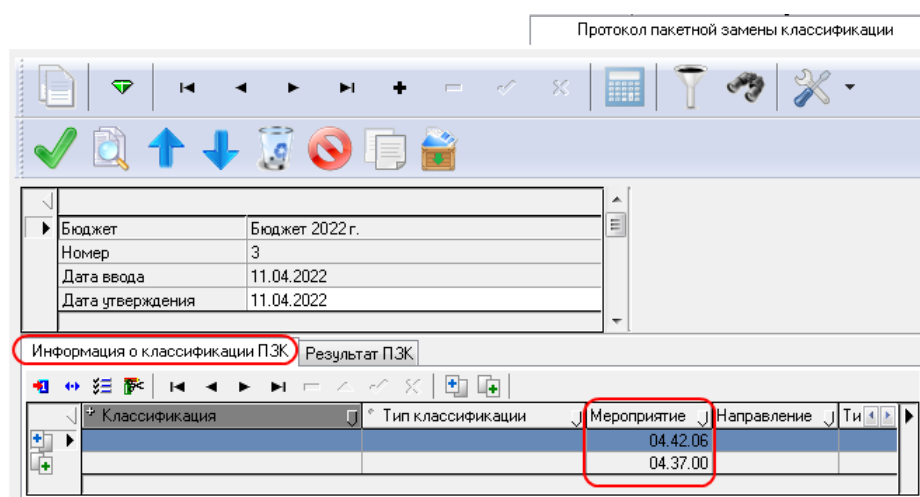 Протокол пакетной замены классификации
Бюджет Бюджет 2022 г.
Номер 3
Дата ввода 11.04.2022
Дата утверждения 11.04.2022
Информация о классификации ПЗК Результат ПЗК
Классификация Тип классификации Мероприятие Направление Ти
04.42.06
04.37.00